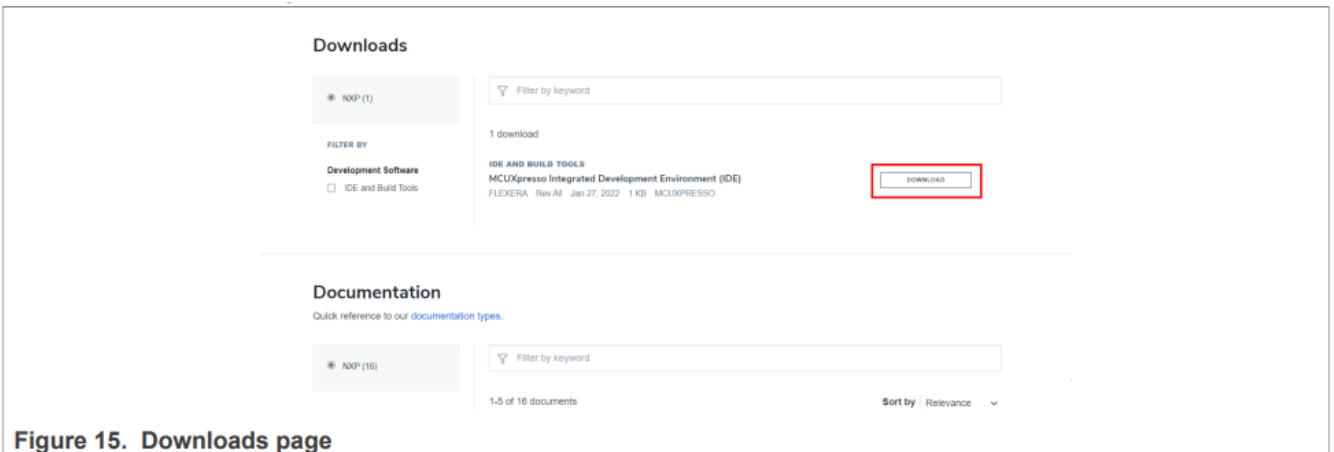 Downloads
NXP (1)
Filter by keyword
1 download
FILTER BY
Development Software
IDE and Build Tools
IDE AND BUILD TOOLS
MCUXpresso Integrated Development Environment (IDE)
FLEXERA Rev All Jan 27, 2022 1 KB MCUXPRESSO
DOWNLOAD
Documentation
Quick reference to our documentation types.
NXP (16)
Filter by keyword
1-5 of 16 documents
Sort by Relevance
Figure 15. Downloads page